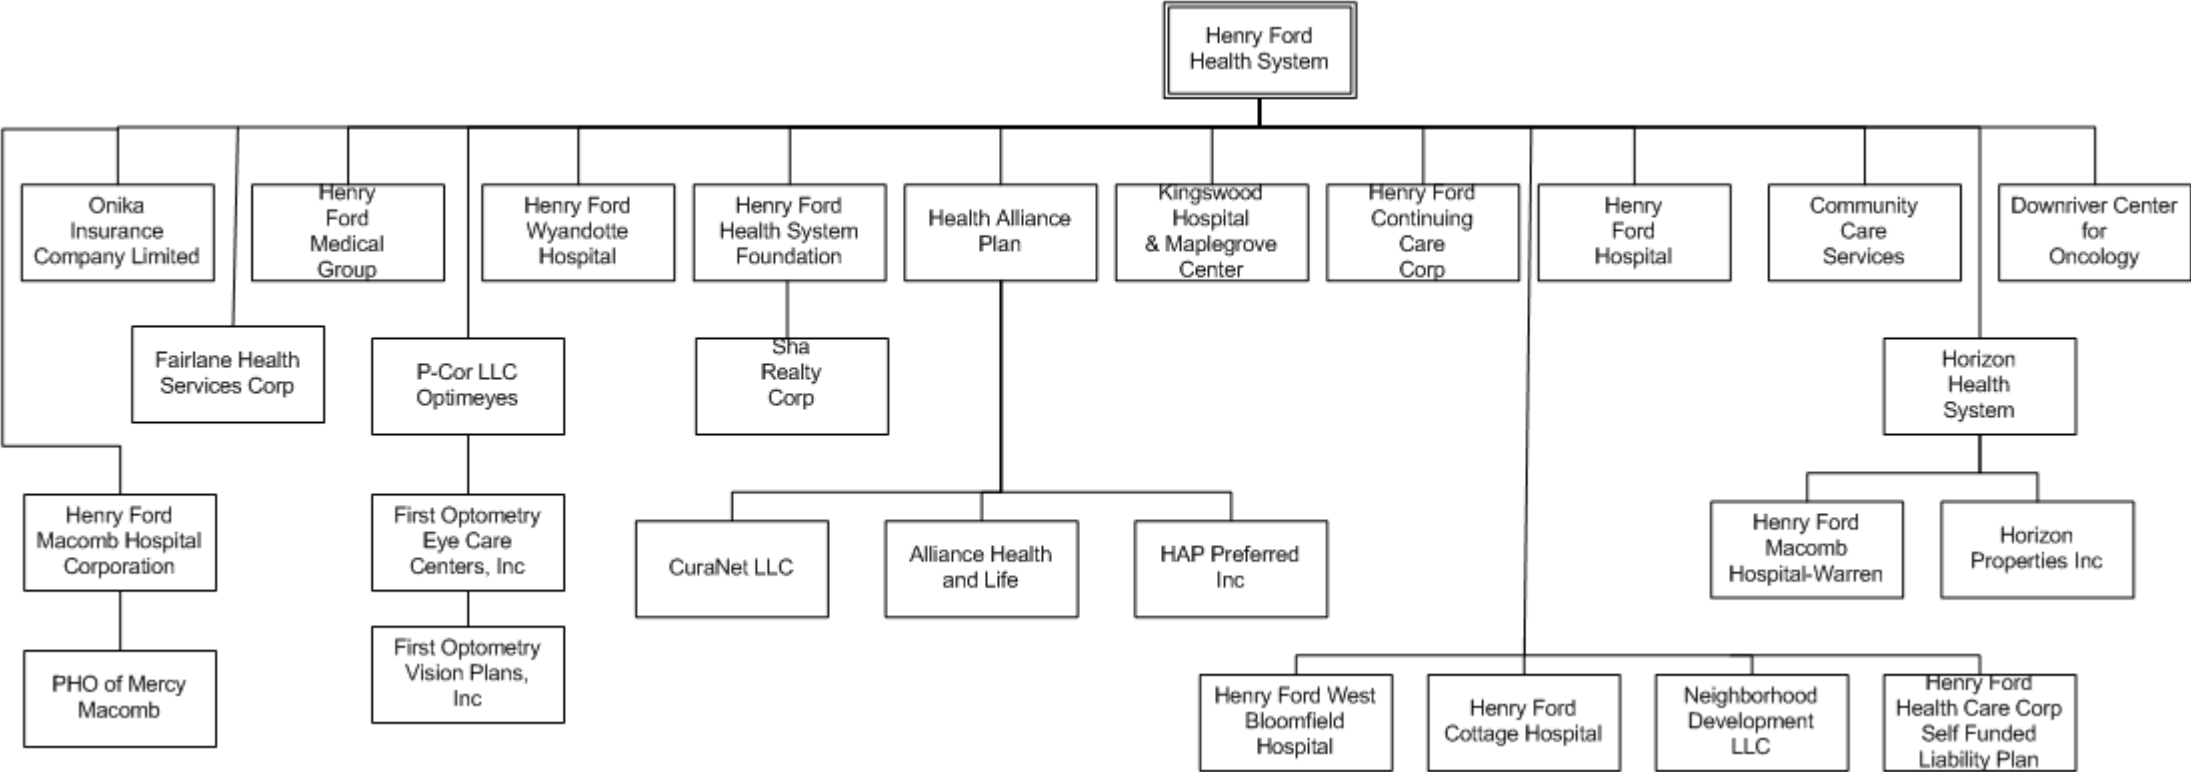 Henry Ford
Health System
Onika
Insurance
Company Limited
Henry
Ford
Medical
Group
Henry Ford
Wyandotte
Hospital
Henry Ford
Health System
Foundation
Health Alliance
Plan
Kingswood
Hospital
& Maplegrove
Center
Henry Ford
Continuing
Care
Corp
Henry
Ford
Hospital
Community
Care
Services
Downriver Center
for
Oncology
Fairlane Health
Services Corp
P-Cor LLC
Optimeyes
Sha
Realty
Corp
Horizon
Health
System
Henry Ford
Macomb Hospital
Corporation
First Optometry
Eye Care
Centers, Inc
CuraNet LLC
Alliance Health
and Life
HAP Preferred
Inc
Henry Ford
Macomb
Hospital-Warren
Horizon
Properties Inc
PHO of Mercy
Macomb
First Optometry
Vision Plans,
Inc
Henry Ford West
Bloomfield
Hospital
Henry Ford
Cottage Hospital
Neighborhood
Development
LLC
Henry Ford
Health Care Corp
Self Funded
Liability Plan